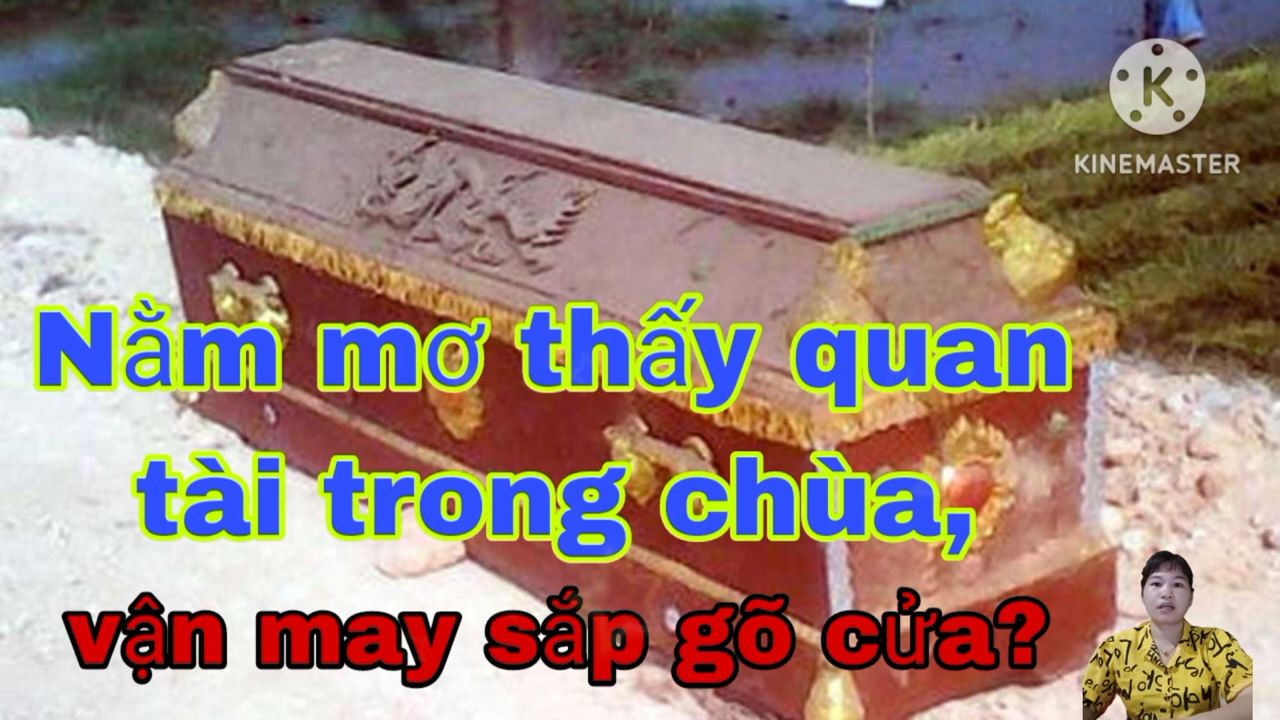 KINEMASTER
Nằm mơ thấy quan
tài trong chùa,
vận may sắp gõ cửa?